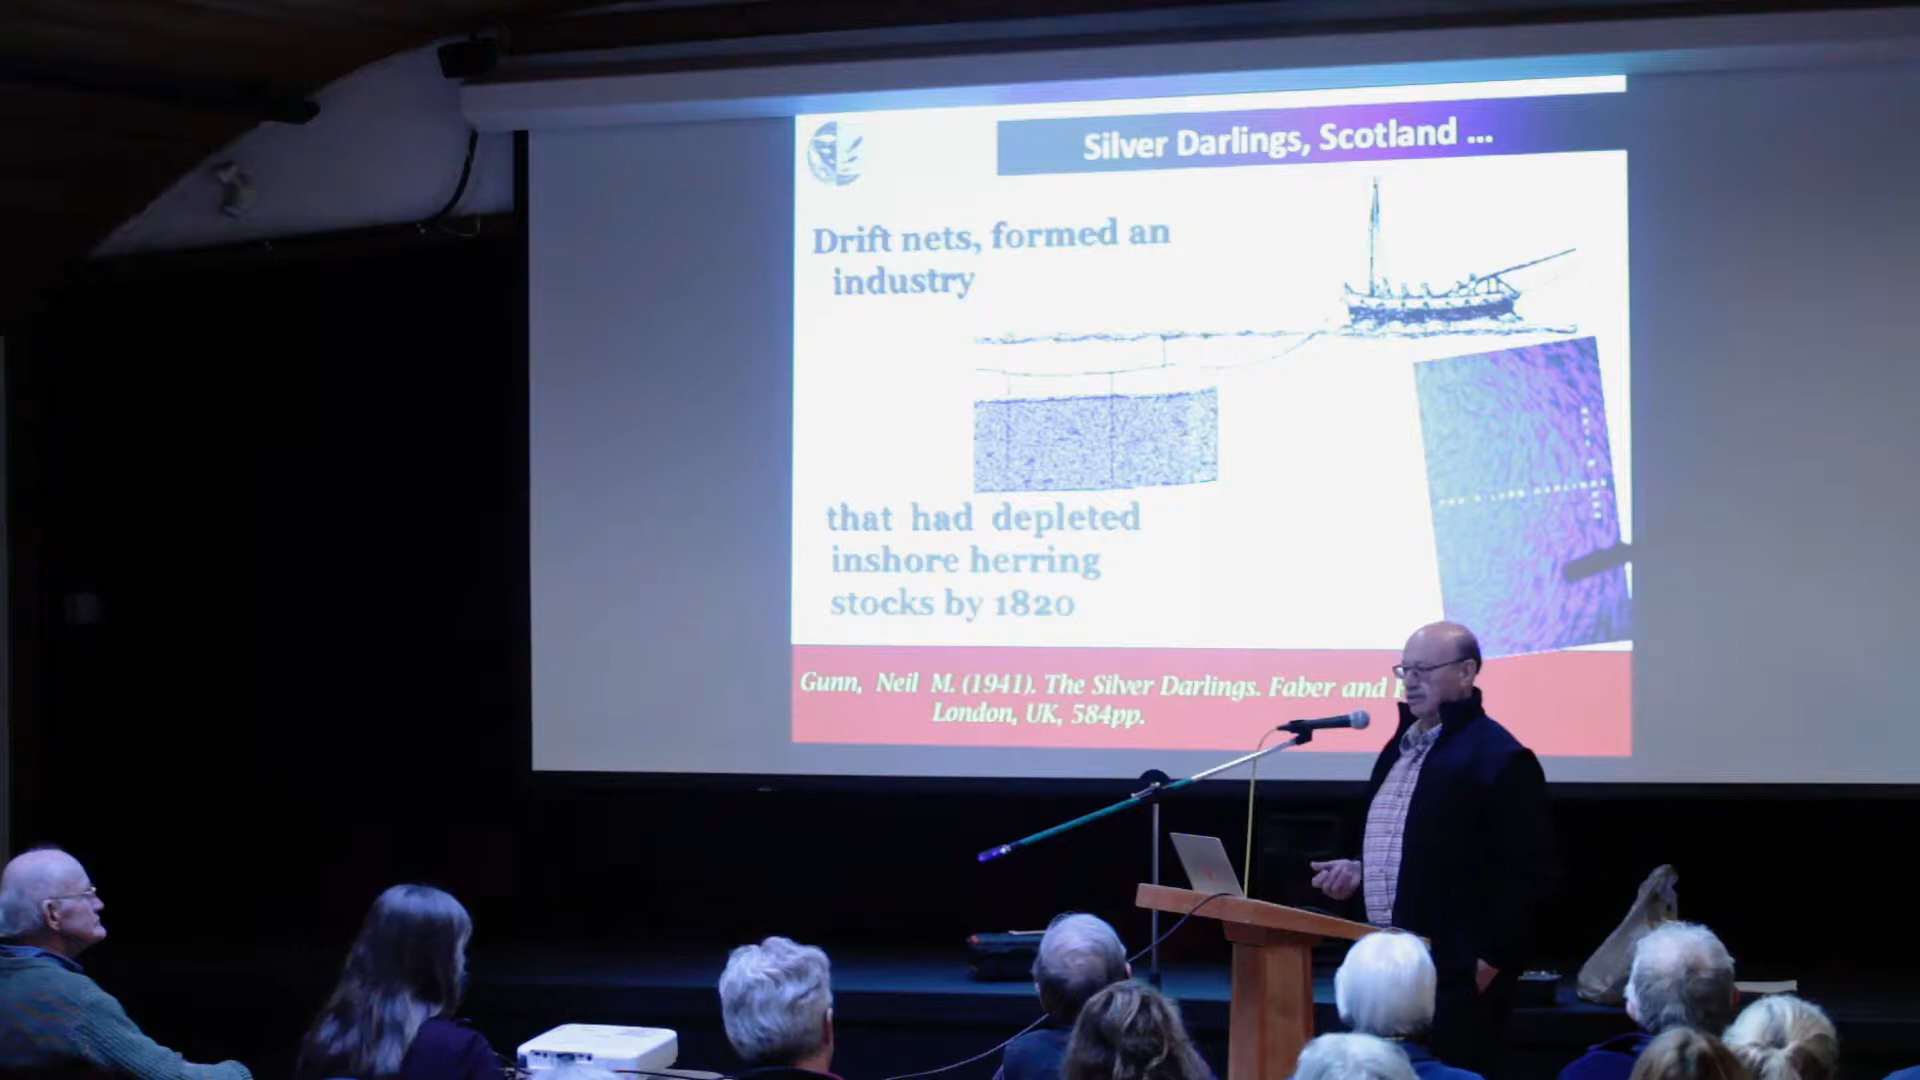 Silver Darlings, Scotland ...
Drift nets, formed an
industry
that had depleted
inshore herring
stocks by 1820
Gunn, Neil M. (1941). The Silver Darlings. Faber and
London, UK, 584pp.